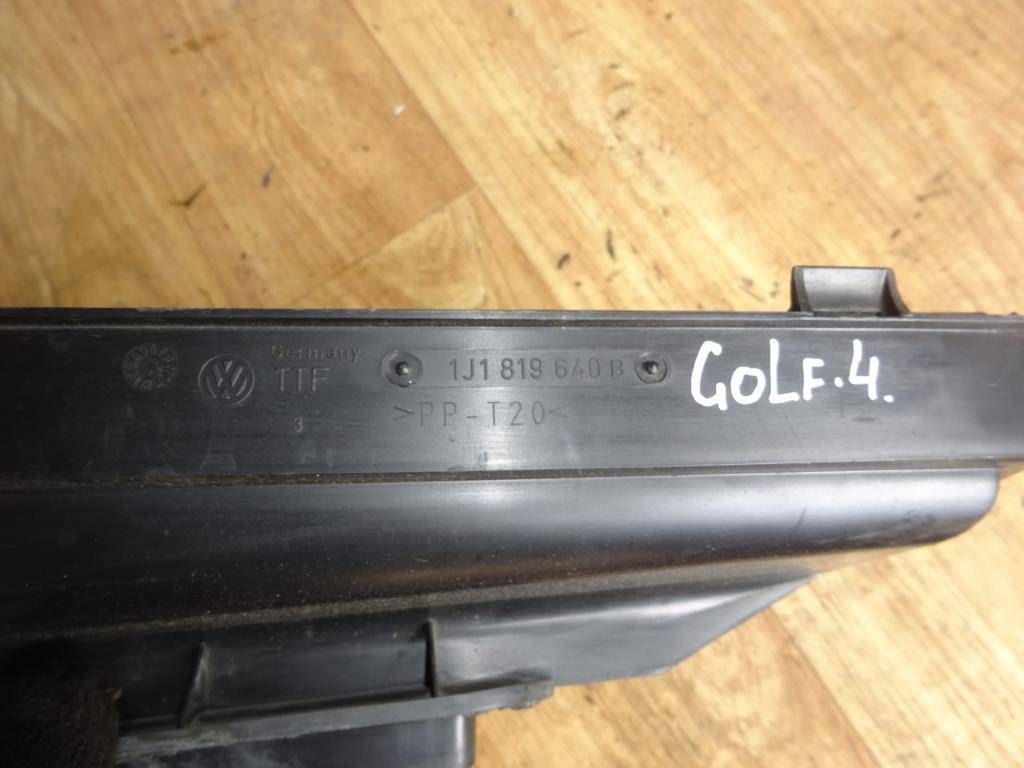 Germany
TTF
3
1J1 819 640 B
>PP-T20<
GOLF.4.